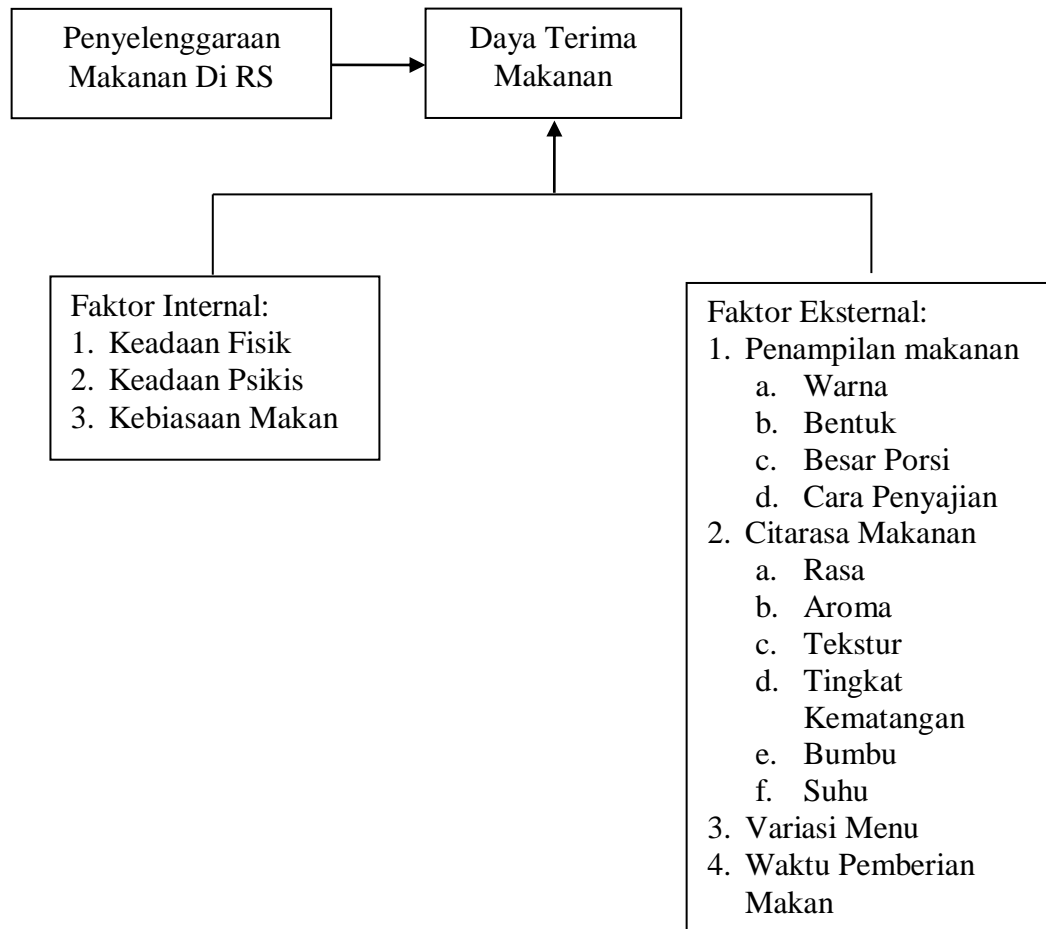 Penyelenggaraan
Makanan Di RS
Daya Terima
Makanan
Faktor Internal:
1. Keadaan Fisik
2. Keadaan Psikis
3. Kebiasaan Makan
Faktor Eksternal:
1. Penampilan makanan
a. Warna
b. Bentuk
c. Besar Porsi
d. Cara Penyajian
2. Citarasa Makanan
a. Rasa
b. Aroma
c. Tekstur
d. Tingkat
Kematangan
e. Bumbu
f. Suhu
3. Variasi Menu
4. Waktu Pemberian
Makan